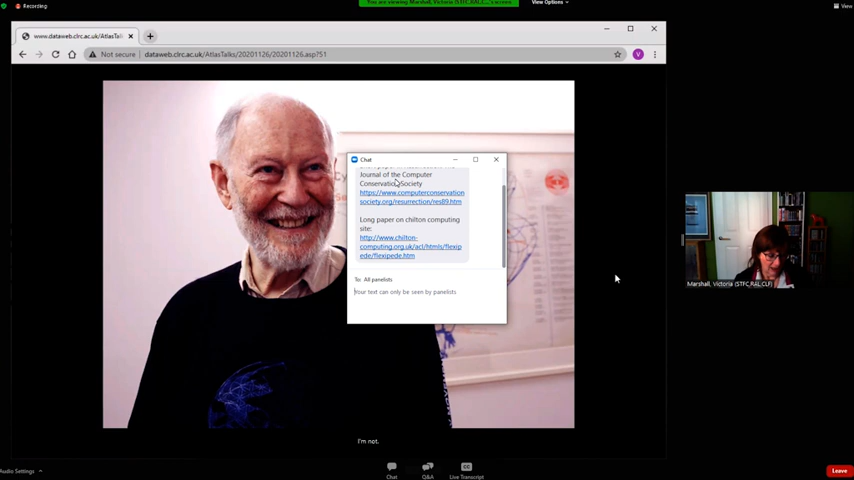 Recording
You are viewing Marshall, Victoria (STFC,RAL,CLF)'s screen
View Options
View
www.dataweb.clrc.ac.uk/AtlasTalk
Not secure
dataweb.clrc.ac.uk/AtlasTalks/20201126/20201126.asp?51
V
Chat
Journal of the Computer
Conservation Society
https://www.computerconservation
society.org/resurrection/res89.htm
Long paper on chilton computing
site:
http://www.chilton-
computing.org.uk/acl/htmls/flexip
ede/flexipede.htm
To: All panelists
Your text can only be seen by panelists
Marshall, Victoria (STFC,RAL,CLF)
I'm not.
Audio Settings
Chat
Q&A
CC
Live Transcript
Leave